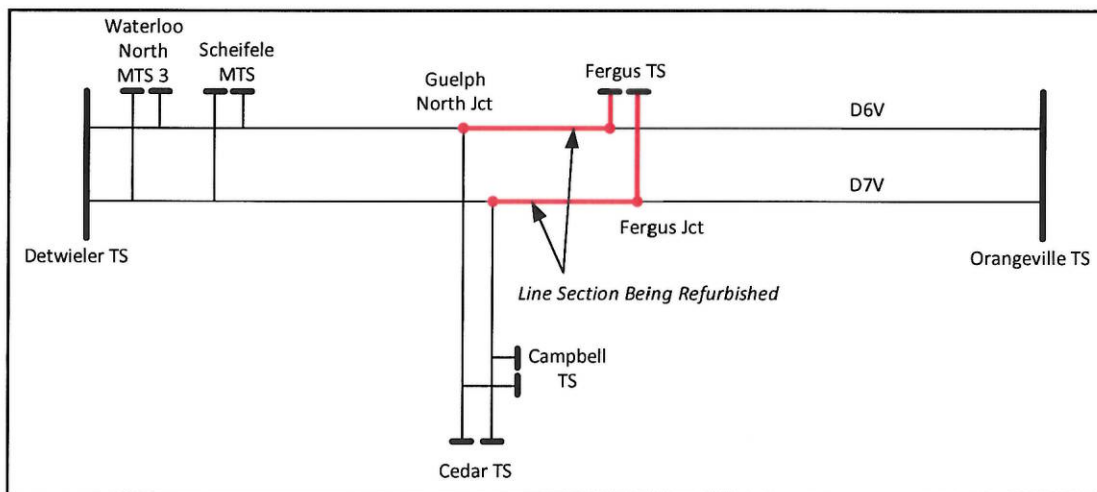 Waterloo
North
MTS 3
Scheifele
MTS
Guelph
North Jct
Fergus TS
D6V
D7V
Fergus Jct
Detwieler TS
Orangeville TS
Line Section Being Refurbished
Campbell
TS
Cedar TS